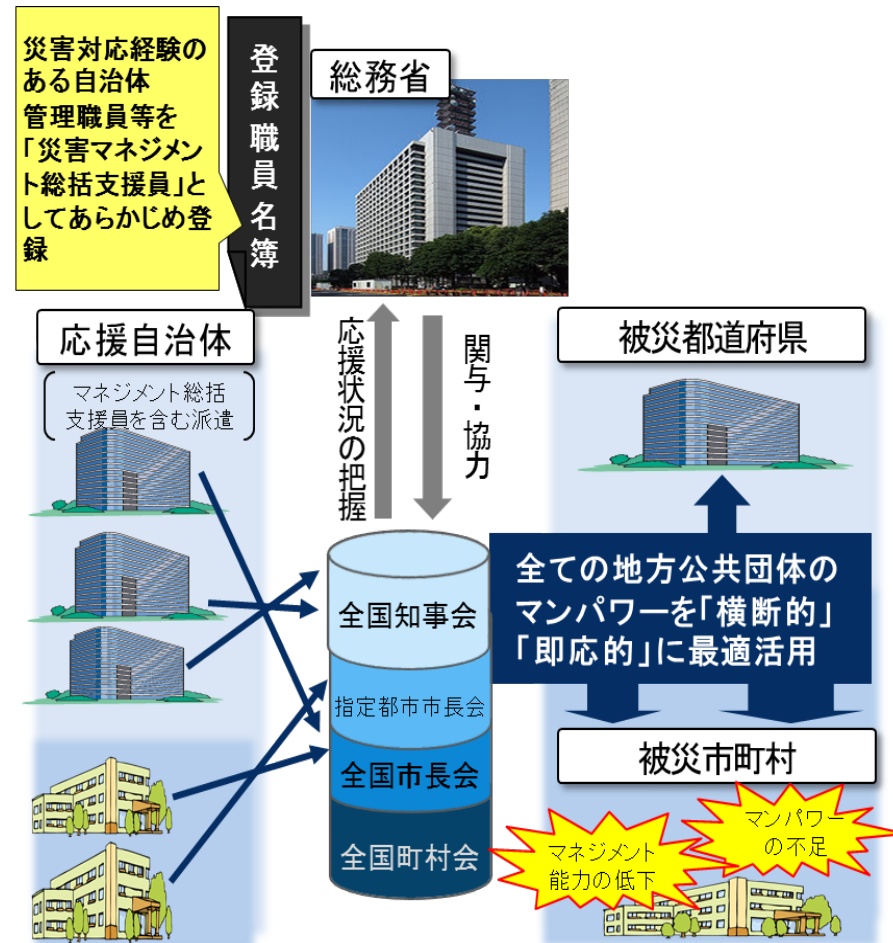 災害対応経験の
ある自治体
管理職員等を
「災害マネジメン
ト総括支援員」と
してあらかじめ登
録
登録職員名簿
総務省
応援自治体
マネジメント総括
支援員を含む派遣
応援状況の把握
関与・協力
被災都道府県
全国知事会
指定都市市長会
全国市長会
全国町村会
全ての地方公共団体の
マンパワーを「横断的」
「即応的」に最適活用
被災市町村
マネジメント
能力の低下
マンパワー
の不足